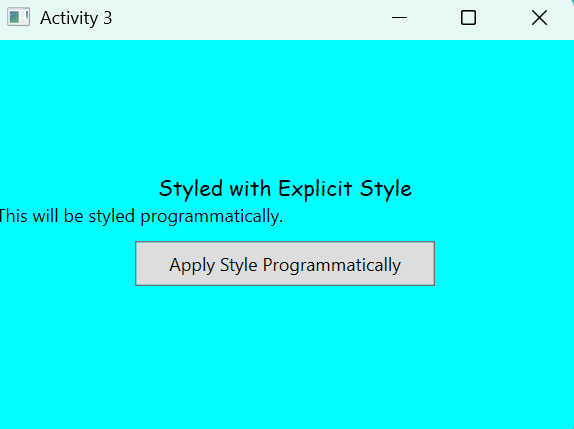 Activity 3
Styled with Explicit Style
This will be styled programmatically.
Apply Style Programmatically